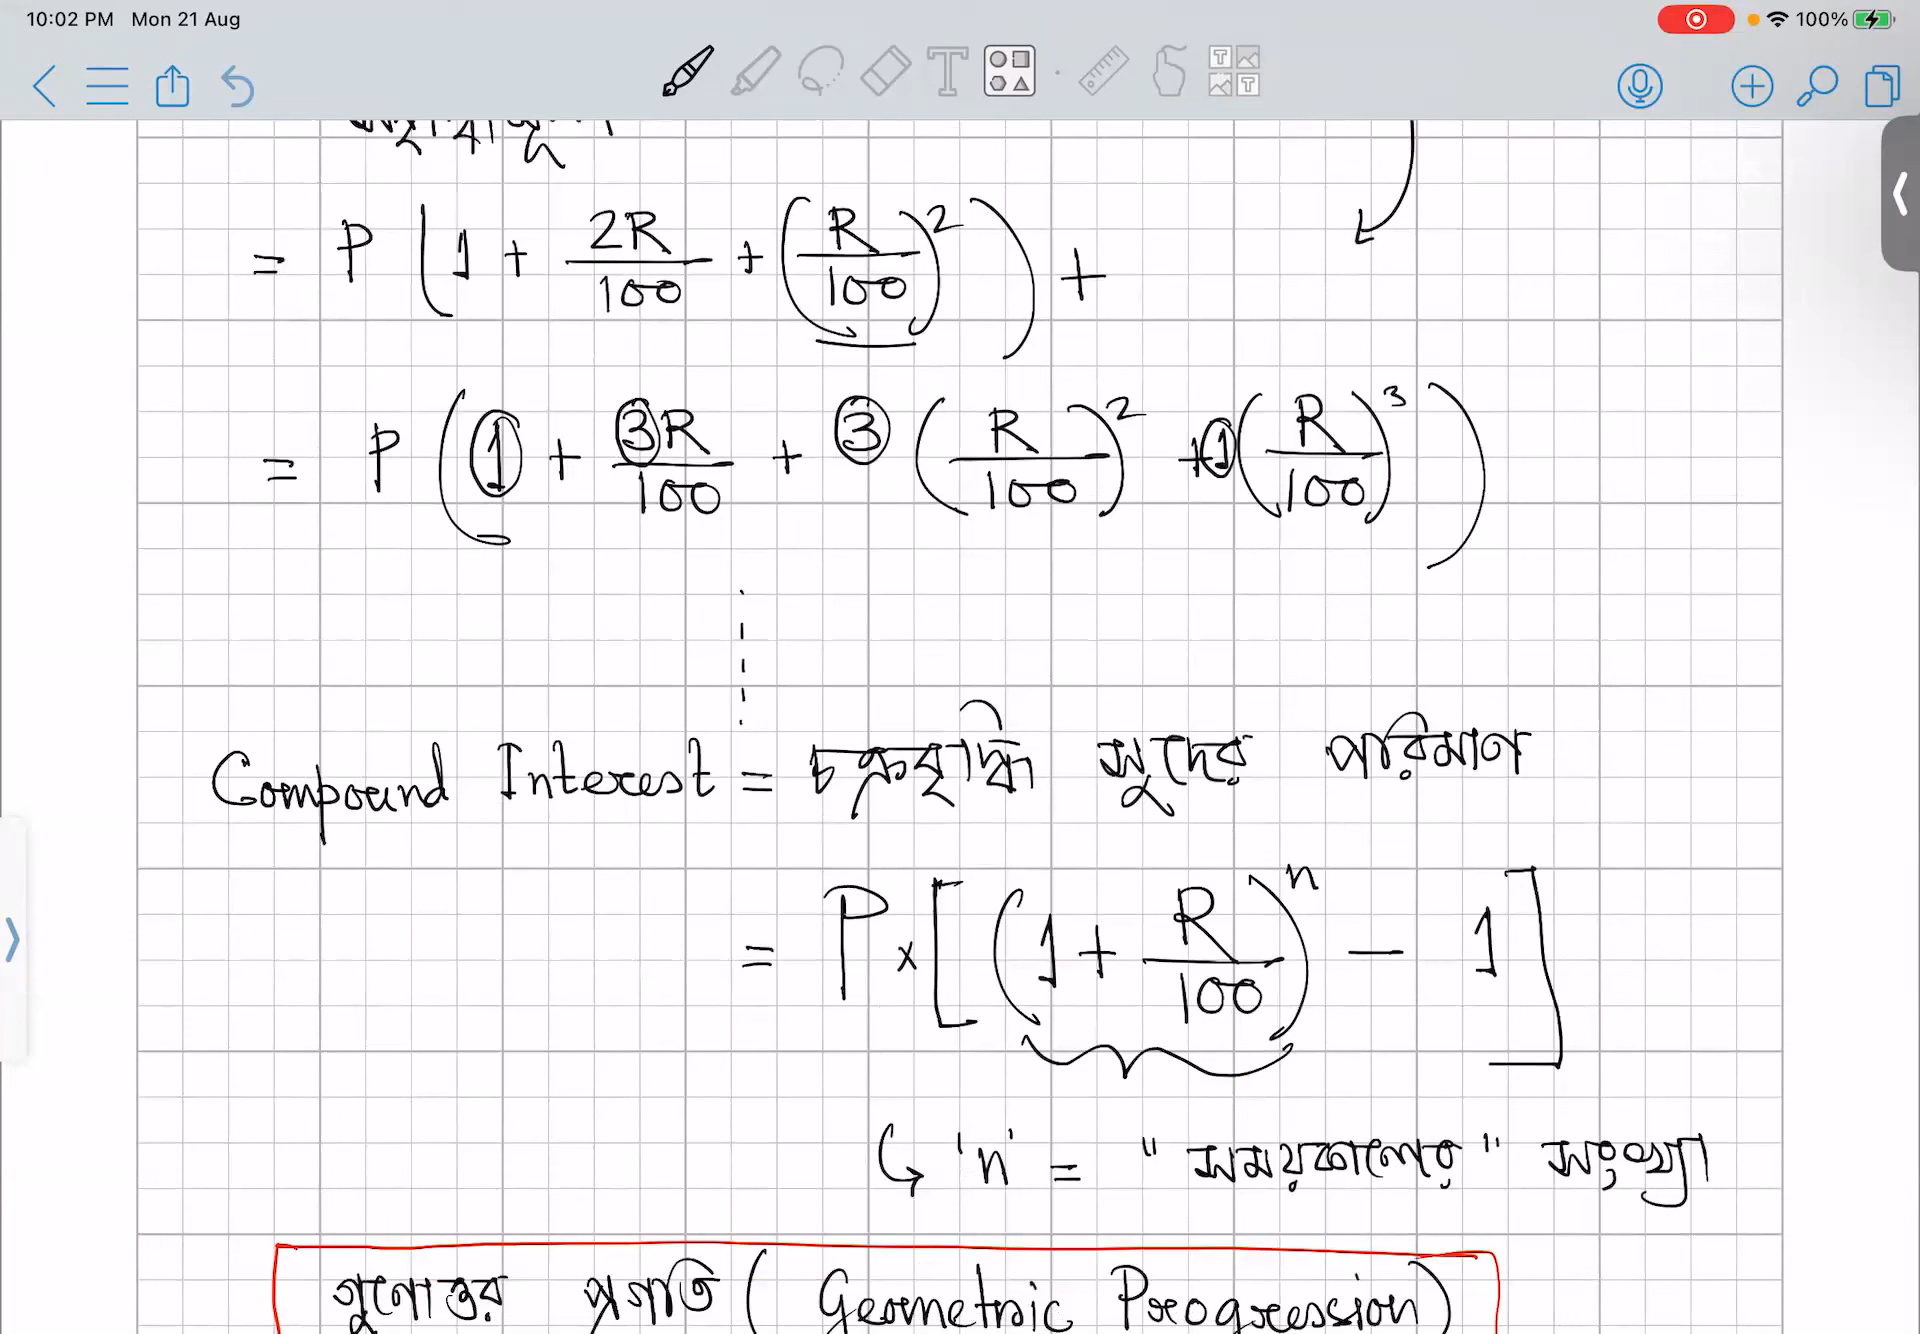 10:02 PM Mon 21 Aug 100%
= P (1 + 2R/100 + (R/100)^2) +
= P (1 + 3R/100 + 3 (R/100)^2 + 1 (R/100)^3)
Compound Interest = চক্রবৃদ্ধি সুদের পরিমাণ
= P × [(1 + R/100)^n - 1]
↳ 'n' = "সময়কালের" সংখ্যা
গুণোত্তর প্রগতি (Geometric Progression)